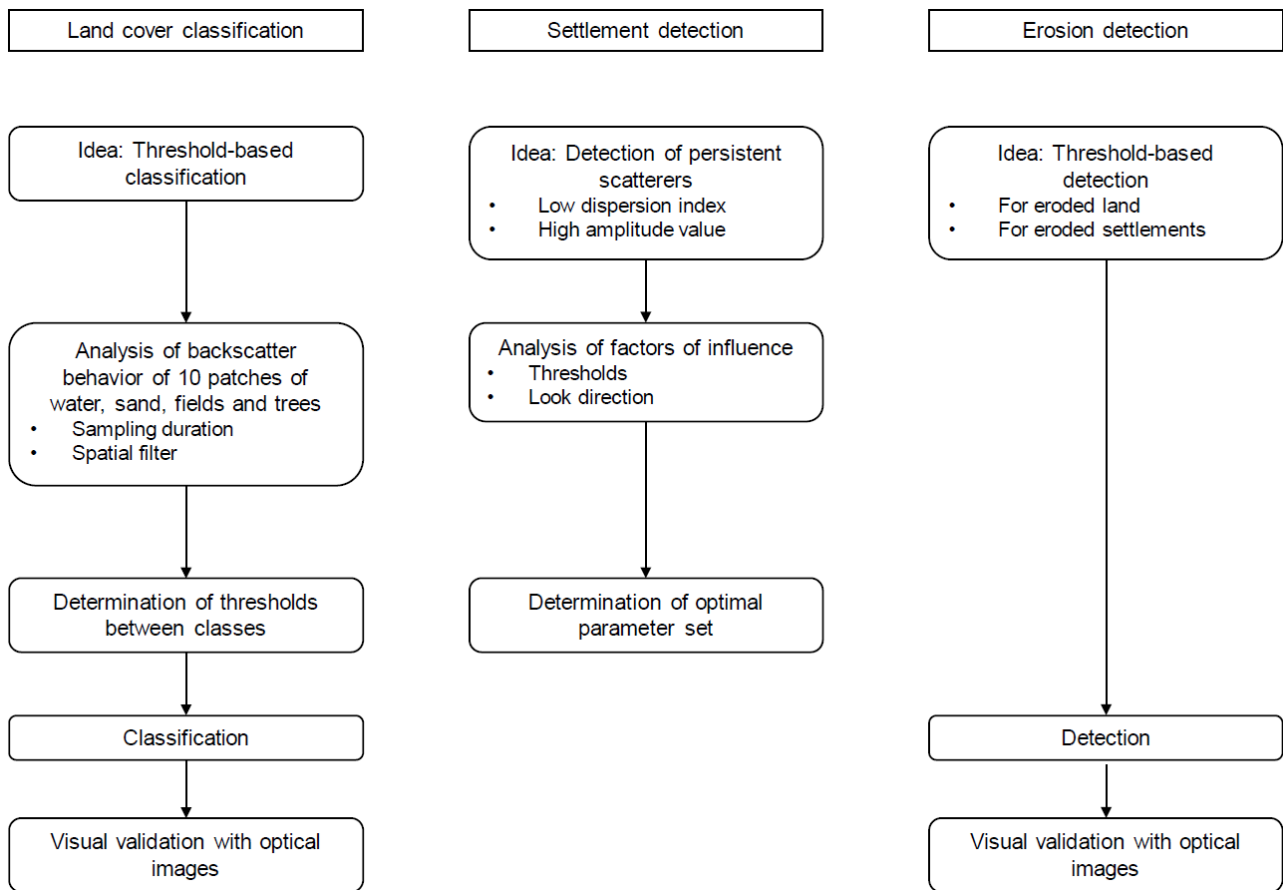 Land cover classification
Settlement detection
Erosion detection
Idea: Threshold-based
classification
Analysis of backscatter
behavior of 10 patches of
water, sand, fields and trees
• Sampling duration
• Spatial filter
Determination of thresholds
between classes
Classification
Visual validation with optical
images
Idea: Detection of persistent
scatterers
• Low dispersion index
• High amplitude value
Analysis of factors of influence
• Thresholds
• Look direction
Determination of optimal
parameter set
Idea: Threshold-based
detection
• For eroded land
• For eroded settlements
Detection
Visual validation with optical
images